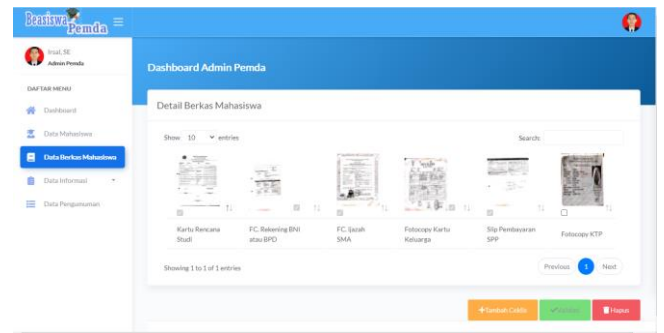 Beasiswa
Pemda
Irsat, SE
Admin Pemda
DAFTAR MENU
Dashboard
Data Mahasiswa
Data Berkas Mahasiswa
Data Informasi
Data Pengumuman
Dashboard Admin Pemda
Detail Berkas Mahasiswa
Show 10 entries
Search:
Kartu Rencana Studi
FC. Rekening BNI atau BPD
FC. Ijazah SMA
Fotocopy Kartu Keluarga
Slip Pembayaran SPP
Fotocopy KTP
Showing 1 to 1 of 1 entries
Previous 1 Next
Hapus